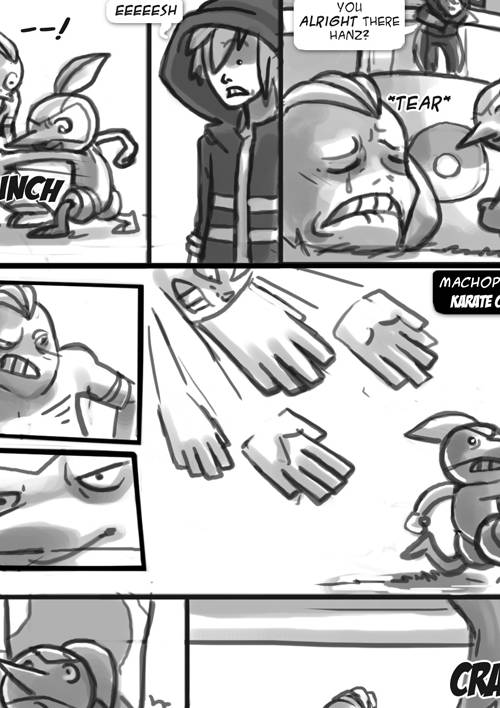 --!
EEEEESH
YOU
ALRIGHT THERE
HANZ?
*TEAR*
INCH
MACHOP
KARATE C
CRA